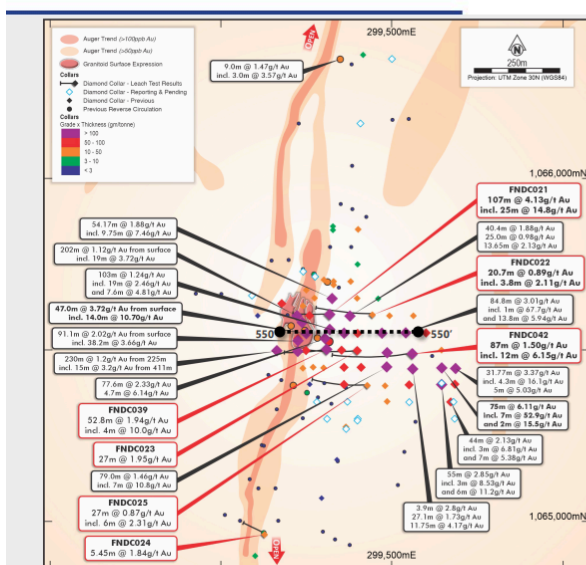 299,500mE
Auger Trend (>100ppb Au)
Auger Trend (>50ppb Au)
Granitoid Surface Expression
Collars
Diamond Collar - Leach Test Results
Diamond Collar - Reporting & Pending
Diamond Collar - Previous
Previous Reverse Circulation
Collars
Grade x Thickness (gm/tonne)
> 100
50 - 100
10 - 50
3 - 10
< 3
OPEN
9.0m @ 1.47g/t Au
incl. 3.0m @ 3.57g/t Au
N
250m
Projection: UTM Zone 30N (WGS84)
1,066,000mN
FNDC021
107m @ 4.13g/t Au
incl. 25m @ 14.8g/t Au
40.4m @ 1.88g/t Au
25.0m @ 0.98g/t Au
13.65m @ 2.13g/t Au
FNDC022
20.7m @ 0.89g/t Au
incl. 3.8m @ 2.11g/t Au
84.8m @ 3.01g/t Au
incl. 1m @ 67.7g/t Au
and 13.8m @ 5.94g/t Au
FNDC042
87m @ 1.50g/t Au
incl. 12m @ 6.15g/t Au
31.77m @ 3.37g/t Au
incl. 4.3m @ 16.1g/t Au
5m @ 5.03g/t Au
75m @ 6.11g/t Au
incl. 7m @ 52.9g/t Au
and 2m @ 15.5g/t Au
44m @ 2.13g/t Au
incl. 3m @ 6.81g/t Au
and 7m @ 5.38g/t Au
55m @ 2.85g/t Au
incl. 3m @ 8.53g/t Au
and 6m @ 11.2g/t Au
3.9m @ 2.8g/t Au
27.1m @ 1.73g/t Au
11.75m @ 4.17g/t Au
54.17m @ 1.88g/t Au
incl. 9.75m @ 7.46g/t Au
202m @ 1.12g/t Au from surface
incl. 19m @ 3.72g/t Au
103m @ 1.24g/t Au
incl. 19m @ 2.46g/t Au
and 7.6m @ 4.81g/t Au
47.0m @ 3.72g/t Au from surface
incl. 14.0m @ 10.70g/t Au
91.1m @ 2.02g/t Au from surface
incl. 38.2m @ 3.66g/t Au
230m @ 1.2g/t Au from 225m
incl. 15m @ 3.2g/t Au from 411m
77.6m @ 2.33g/t Au
4.7m @ 6.14g/t Au
FNDC039
52.8m @ 1.94g/t Au
incl. 4m @ 10.0g/t Au
FNDC023
27m @ 1.95g/t Au
79.0m @ 1.46g/t Au
incl. 7m @ 10.8g/t Au
FNDC025
27m @ 0.87g/t Au
incl. 6m @ 2.31g/t Au
FNDC024
5.45m @ 1.84g/t Au
550
550'
OPEN
1,065,000mN
299,500mE